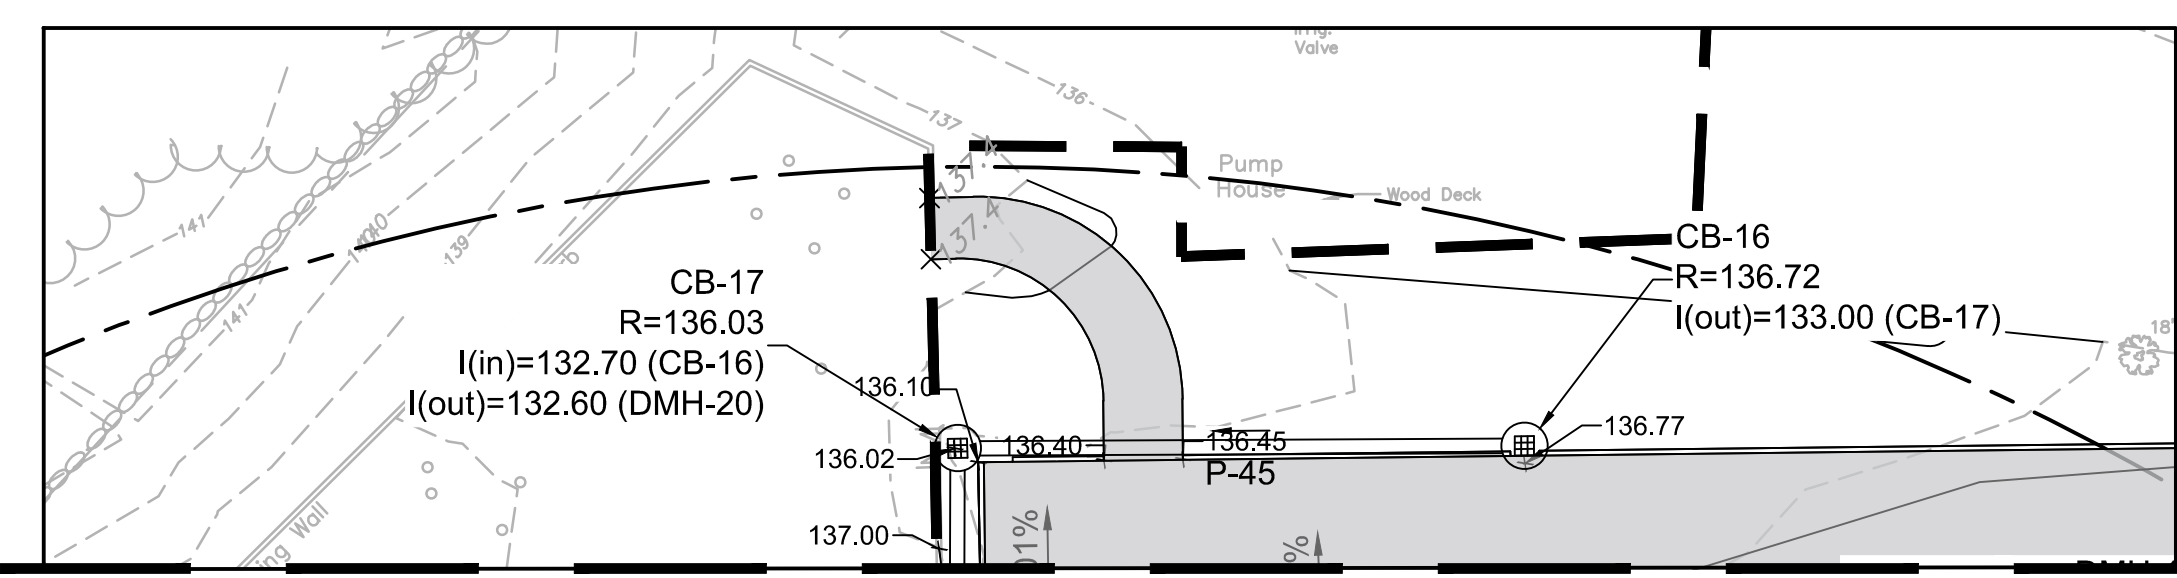 Valve
136
137
137.4
Pump
House
Wood Deck
137.4
141
140
139
141
CB-16
R=136.72
I(out)=133.00 (CB-17)
18"
CB-17
R=136.03
I(in)=132.70 (CB-16)
I(out)=132.60 (DMH-20)
136.10
136.02
136.40
136.45
P-45
136.77
137.00
Wall
%